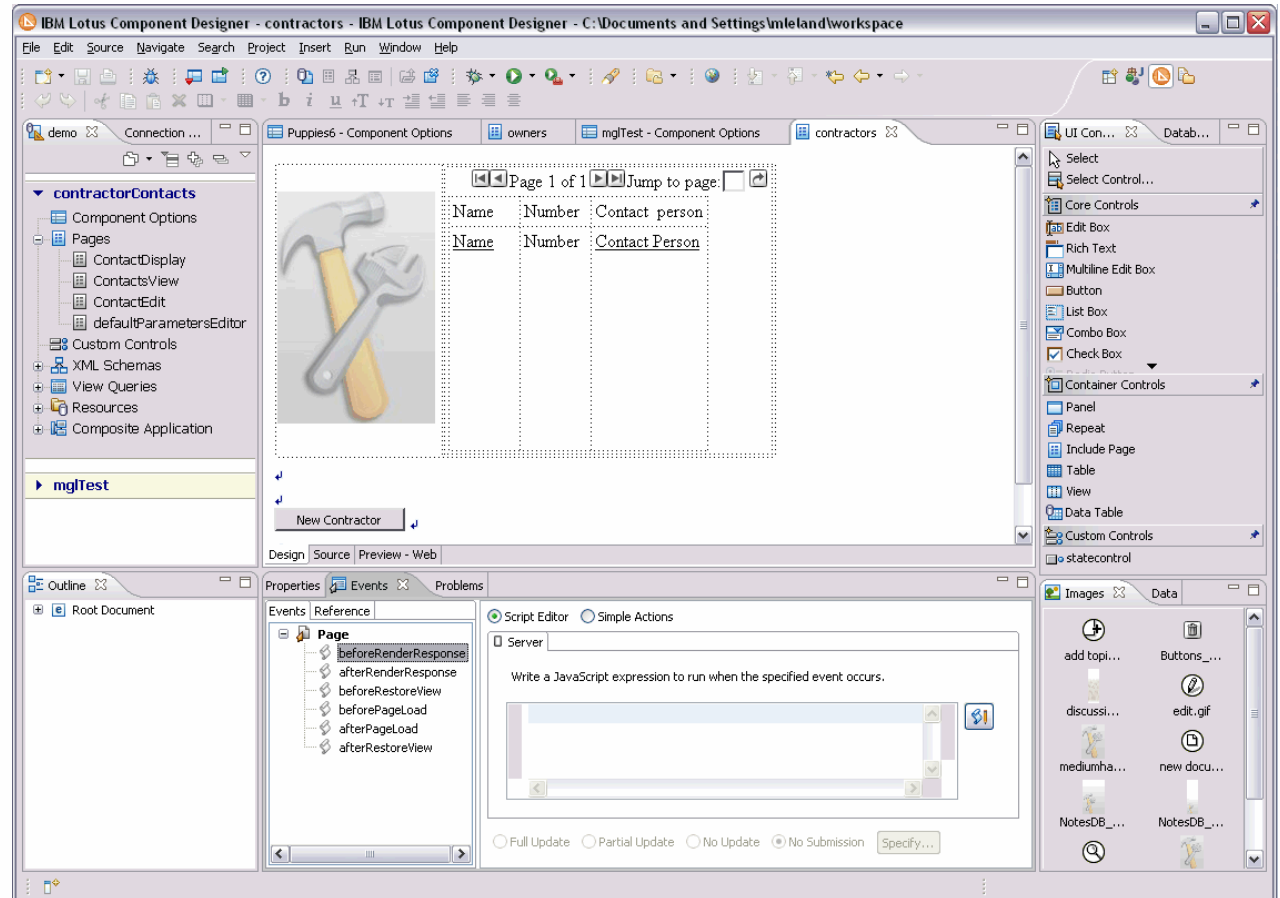 IBM Lotus Component Designer - contractors - IBM Lotus Component Designer - C:\Documents and Settings\mleland\workspace
File Edit Source Navigate Search Project Insert Run Window Help
demo
Connection ...
contractorContacts
Component Options
Pages
ContactDisplay
ContactsView
ContactEdit
defaultParametersEditor
Custom Controls
XML Schemas
View Queries
Resources
Composite Application
mglTest
Puppies6 - Component Options
owners
mglTest - Component Options
contractors
Page 1 of 1 Jump to page:
Name Number Contact person
Name Number Contact Person
New Contractor
Design Source Preview - Web
UI Con...
Datab...
Select
Select Control...
Core Controls
Edit Box
Rich Text
Multiline Edit Box
Button
List Box
Combo Box
Check Box
Container Controls
Panel
Repeat
Include Page
Table
View
Data Table
Custom Controls
statecontrol
Outline
Root Document
Properties Events Problems
Events Reference
Page
beforeRenderResponse
afterRenderResponse
beforeRestoreView
beforePageLoad
afterPageLoad
afterRestoreView
Script Editor Simple Actions
Server
Write a JavaScript expression to run when the specified event occurs.
Full Update Partial Update No Update No Submission Specify...
Images Data
add topi... Buttons_...
discussi... edit.gif
mediumha... new docu...
NotesDB_... NotesDB_...